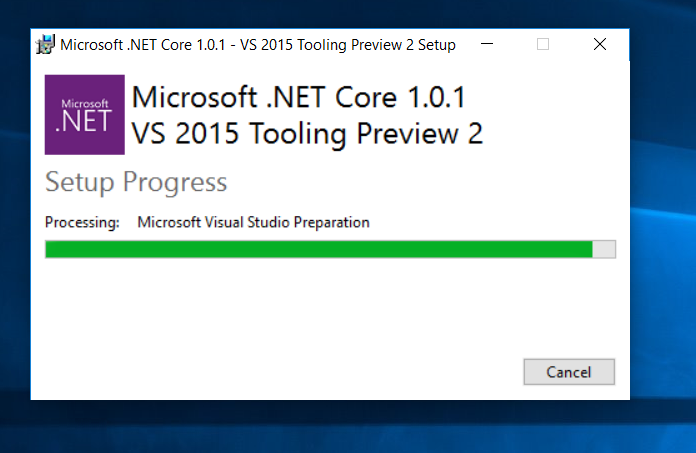 Microsoft .NET Core 1.0.1 - VS 2015 Tooling Preview 2 Setup
Microsoft
.NET
Microsoft .NET Core 1.0.1
VS 2015 Tooling Preview 2
Setup Progress
Processing: Microsoft Visual Studio Preparation
Cancel